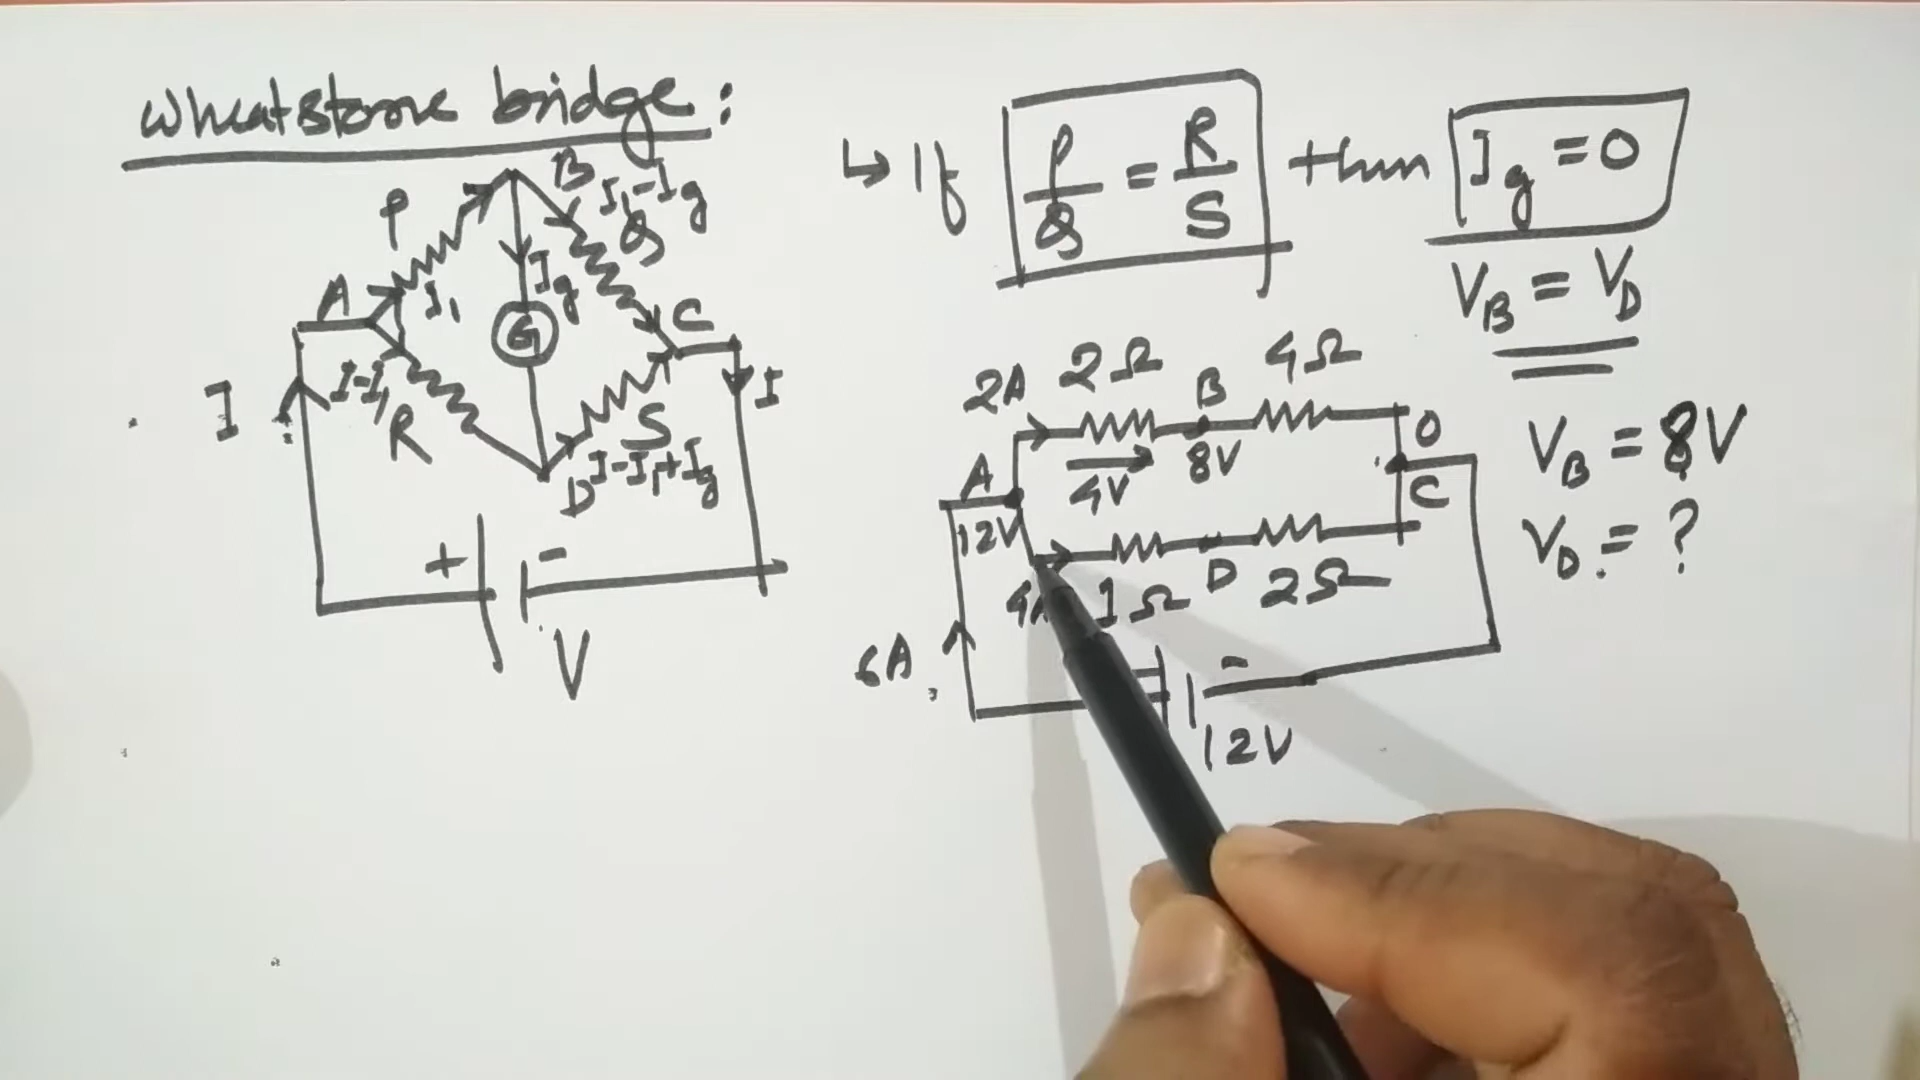 Wheatstone bridge :
↳ If P/Q = R/S then Ig = 0
VB = VD
A P B I1-Ig Q
I1 Ig G C
I I-I1 R S I
D I-I1+Ig
+ -
V
2A 2Ω B 4Ω
4V 8V O
A 12V C
4A 1Ω D 2Ω
6A
-
12V
VB = 8V
VD = ?